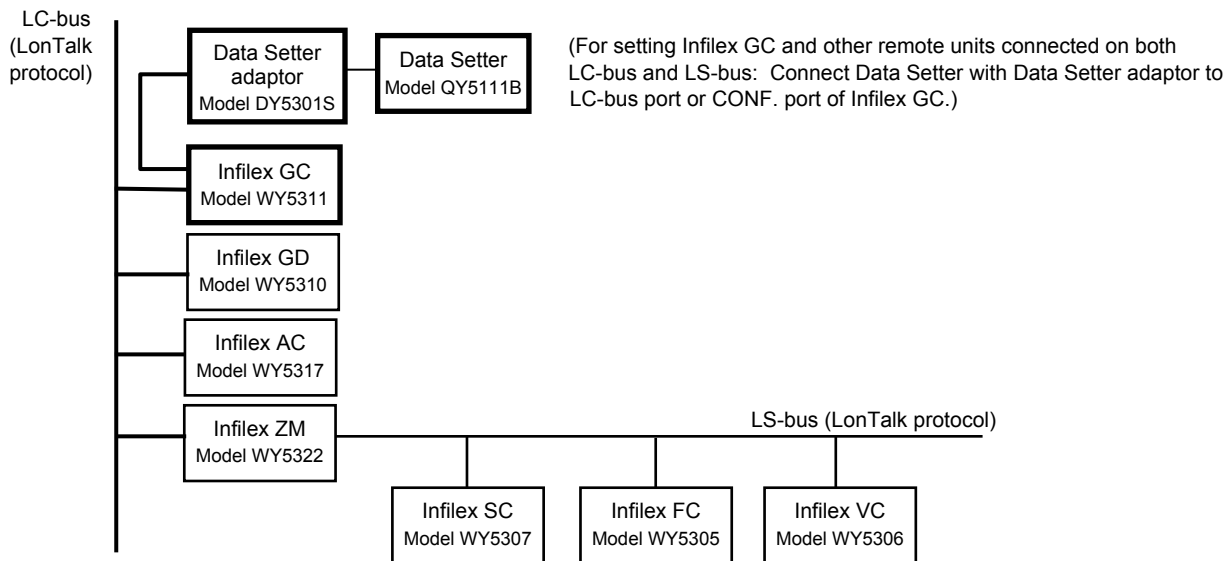 LC-bus
(LonTalk
protocol)
Data Setter
adaptor
Model DY5301S
Data Setter
Model QY5111B
(For setting Infilex GC and other remote units connected on both
LC-bus and LS-bus: Connect Data Setter with Data Setter adaptor to
LC-bus port or CONF. port of Infilex GC.)
Infilex GC
Model WY5311
Infilex GD
Model WY5310
Infilex AC
Model WY5317
Infilex ZM
Model WY5322
LS-bus (LonTalk protocol)
Infilex SC
Model WY5307
Infilex FC
Model WY5305
Infilex VC
Model WY5306